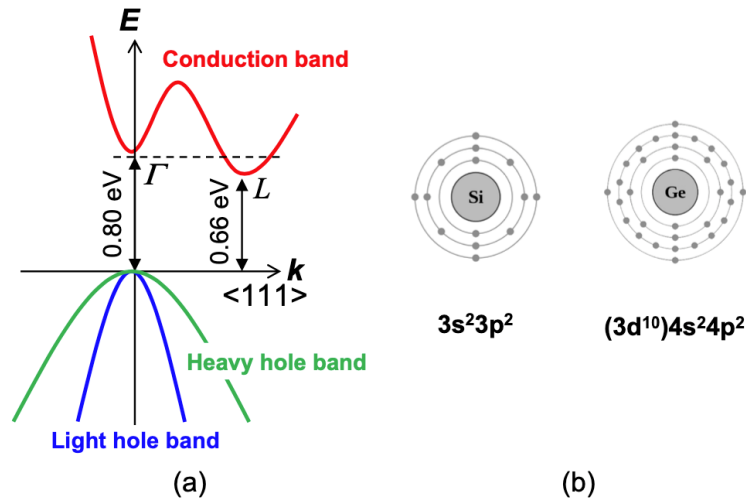 E
Conduction band
Γ
L
0.80 eV
0.66 eV
k
<111>
Heavy hole band
Light hole band
(a)
Si
Ge
3s²3p²
(3d¹⁰)4s²4p²
(b)